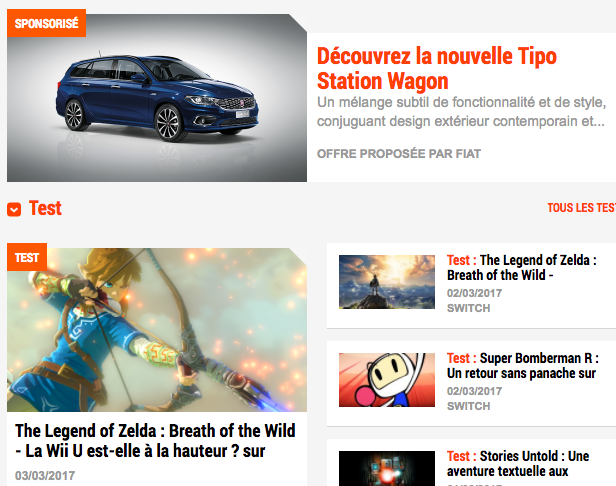 SPONSORISÉ
Découvrez la nouvelle Tipo
Station Wagon
Un mélange subtil de fonctionnalité et de style,
conjuguant design extérieur contemporain et...
OFFRE PROPOSÉE PAR FIAT
Test
TOUS LES TEST
TEST
The Legend of Zelda : Breath of the Wild
- La Wii U est-elle à la hauteur ? sur
03/03/2017
Test : The Legend of Zelda :
Breath of the Wild -
02/03/2017
SWITCH
Test : Super Bomberman R :
Un retour sans panache sur
02/03/2017
SWITCH
Test : Stories Untold : Une
aventure textuelle aux